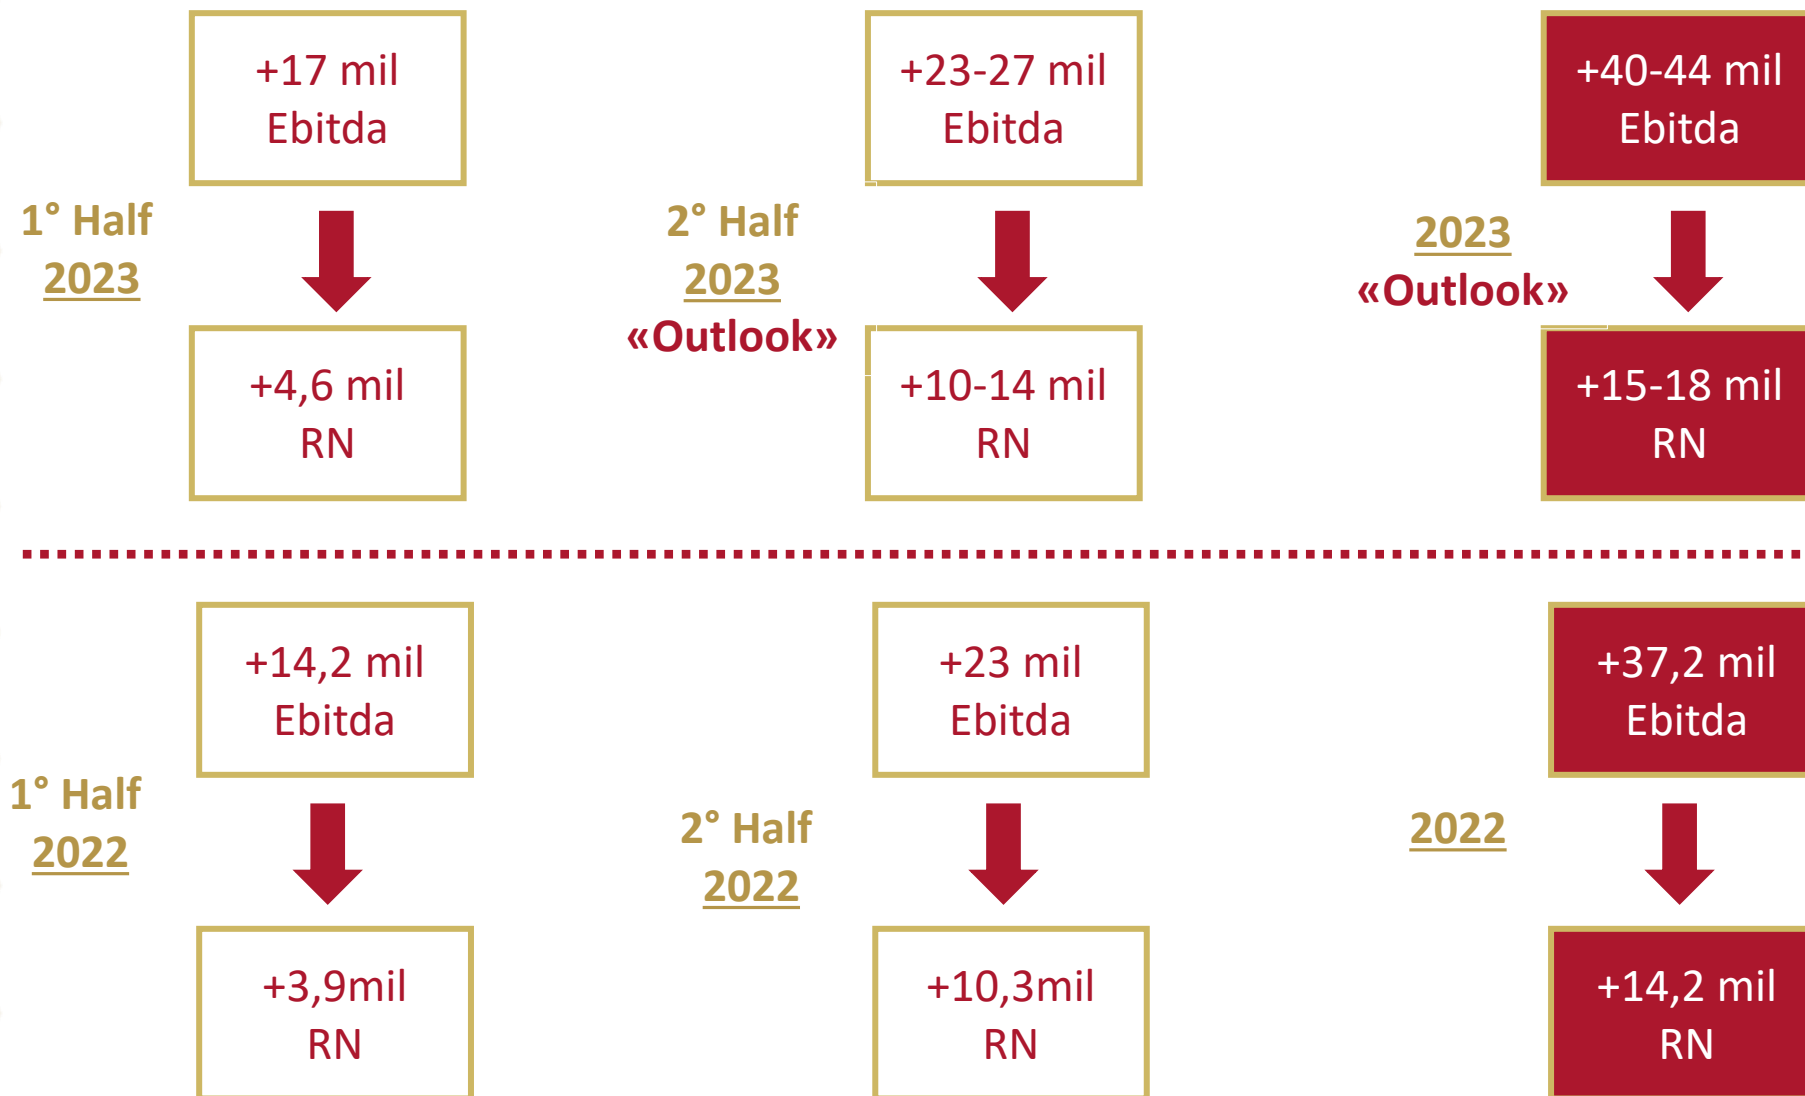 +17 mil
Ebitda
1° Half
2023
+4,6 mil
RN
+23-27 mil
Ebitda
2° Half
2023
«Outlook»
+10-14 mil
RN
+40-44 mil
Ebitda
2023
«Outlook»
+15-18 mil
RN
+14,2 mil
Ebitda
1° Half
2022
+3,9mil
RN
+23 mil
Ebitda
2° Half
2022
+10,3mil
RN
+37,2 mil
Ebitda
2022
+14,2 mil
RN